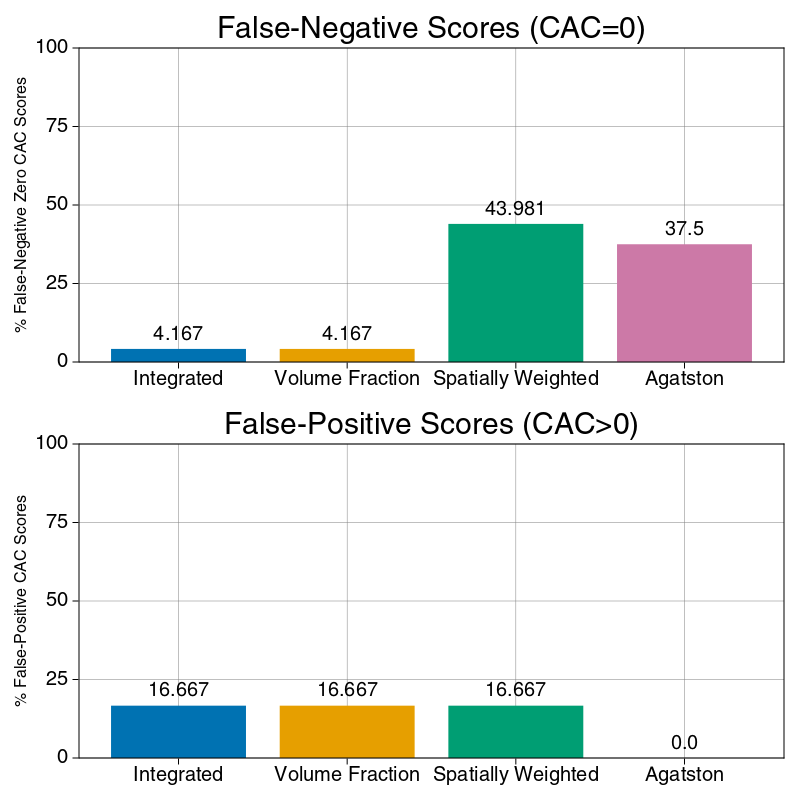 False-Negative Scores (CAC=0)
% False-Negative Zero CAC Scores
100
75
50
25
0
4.167
4.167
43.981
37.5
Integrated
Volume Fraction
Spatially Weighted
Agatston
False-Positive Scores (CAC>0)
% False-Positive CAC Scores
100
75
50
25
0
16.667
16.667
16.667
0.0
Integrated
Volume Fraction
Spatially Weighted
Agatston